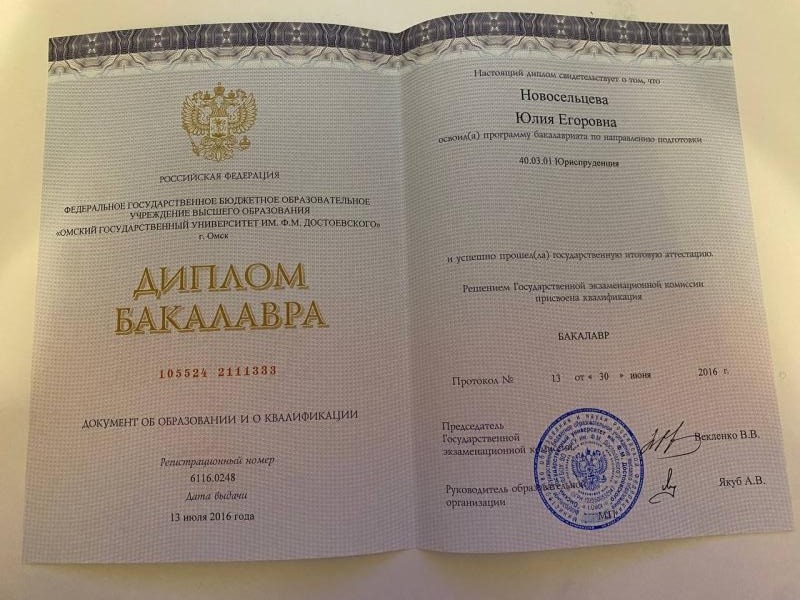 РОССИЙСКАЯ ФЕДЕРАЦИЯ
ФЕДЕРАЛЬНОЕ ГОСУДАРСТВЕННОЕ БЮДЖЕТНОЕ ОБРАЗОВАТЕЛЬНОЕ
УЧРЕЖДЕНИЕ ВЫСШЕГО ОБРАЗОВАНИЯ
«ОМСКИЙ ГОСУДАРСТВЕННЫЙ УНИВЕРСИТЕТ ИМ. Ф.М. ДОСТОЕВСКОГО»
г. Омск
ДИПЛОМ
БАКАЛАВРА
105524 2111333
ДОКУМЕНТ ОБ ОБРАЗОВАНИИ И О КВАЛИФИКАЦИИ
Регистрационный номер
6116.0248
Дата выдачи
13 июля 2016 года
Настоящий диплом свидетельствует о том, что
Новосельцева
Юлия Егоровна
освоил(а) программу бакалавриата по направлению подготовки
40.03.01 Юриспруденция
и успешно прошел(ла) государственную итоговую аттестацию.
Решением Государственной экзаменационной комиссии
присвоена квалификация
БАКАЛАВР
Протокол № 13 от « 30 » июня 2016 г.
Председатель
Государственной
экзаменационной комиссии
Векленко В.В.
Руководитель образовательной
организации
Якуб А.В.
М.П.